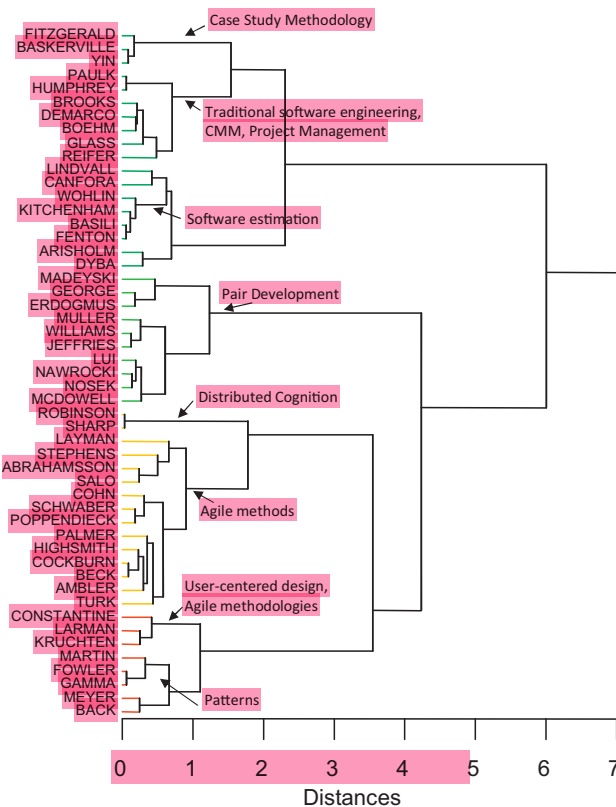 FITZGERALD
Case Study Methodology
BASKERVILLE
YIN
PAULK
HUMPHREY
BROOKS
DEMARCO
Traditional software engineering,
BOEHM
CMM, Project Management
GLASS
REIFER
LINDVALL
CANFORA
WOHLIN
KITCHENHAM
Software estimation
BASILI
FENTON
ARISHOLM
DYBA
MADEYSKI
GEORGE
Pair Development
ERDOGMUS
MULLER
WILLIAMS
JEFFRIES
LUI
NAWROCKI
NOSEK
Distributed Cognition
MCDOWELL
ROBINSON
SHARP
LAYMAN
STEPHENS
ABRAHAMSSON
SALO
COHN
SCHWABER
Agile methods
POPPENDIECK
PALMER
HIGHSMITH
COCKBURN
BECK
User-centered design,
AMBLER
Agile methodologies
TURK
CONSTANTINE
LARMAN
KRUCHTEN
MARTIN
FOWLER
GAMMA
MEYER
Patterns
BACK
0 1 2 3 4 5 6 7
Distances